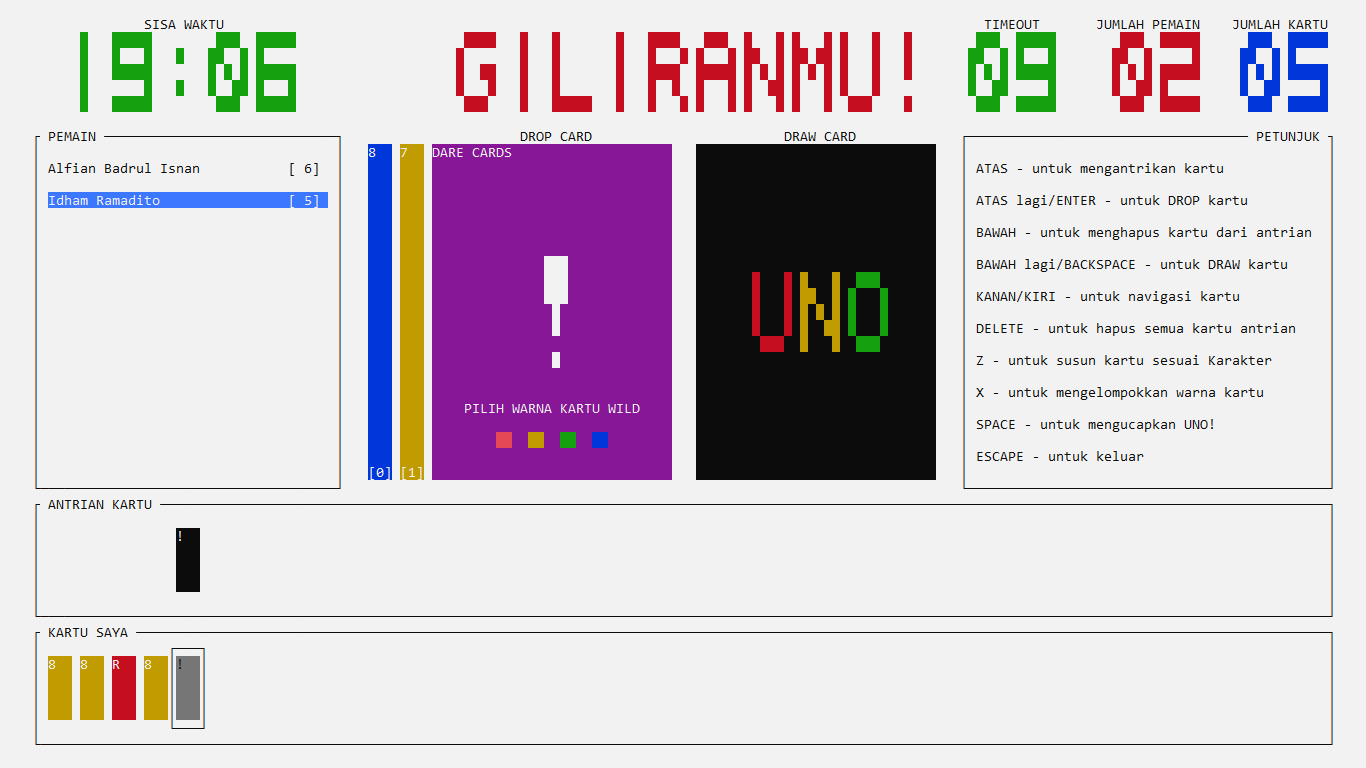 SISA WAKTU
19:06
GILIRANMU!
TIMEOUT
09
JUMLAH PEMAIN
02
JUMLAH KARTU
05
PEMAIN
Alfian Badrul Isnan [ 6]
Idham Ramadito [ 5]
DROP CARD
8
[0]
7
[1]
DARE CARDS
!
PILIH WARNA KARTU WILD
DRAW CARD
UNO
PETUNJUK
ATAS - untuk mengantrikan kartu
ATAS lagi/ENTER - untuk DROP kartu
BAWAH - untuk menghapus kartu dari antrian
BAWAH lagi/BACKSPACE - untuk DRAW kartu
KANAN/KIRI - untuk navigasi kartu
DELETE - untuk hapus semua kartu antrian
Z - untuk susun kartu sesuai Karakter
X - untuk mengelompokkan warna kartu
SPACE - untuk mengucapkan UNO!
ESCAPE - untuk keluar
ANTRIAN KARTU
!
KARTU SAYA
8 8 R 8 !